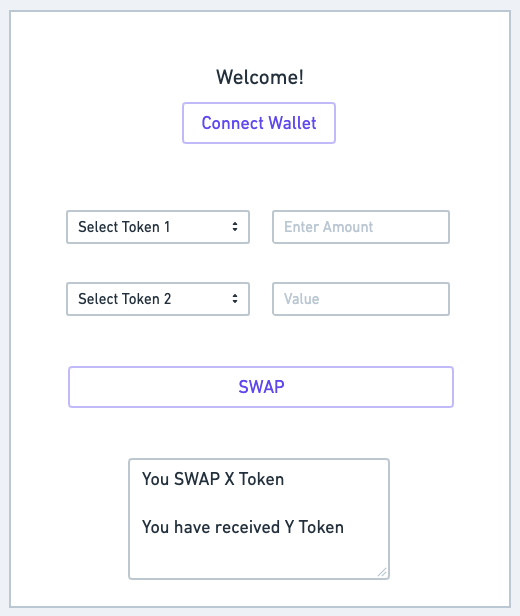 Welcome!
Connect Wallet
Select Token 1
Enter Amount
Select Token 2
Value
SWAP
You SWAP X Token
You have received Y Token